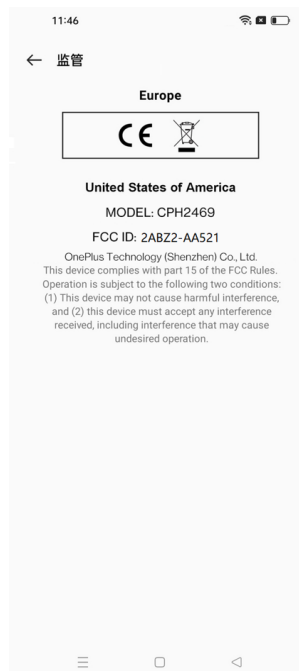 11:46
监管
Europe
CE
United States of America
MODEL: CPH2469
FCC ID: 2ABZ2-AA521
OnePlus Technology (Shenzhen) Co., Ltd.
This device complies with part 15 of the FCC Rules.
Operation is subject to the following two conditions:
(1) This device may not cause harmful interference,
and (2) this device must accept any interference
received, including interference that may cause
undesired operation.